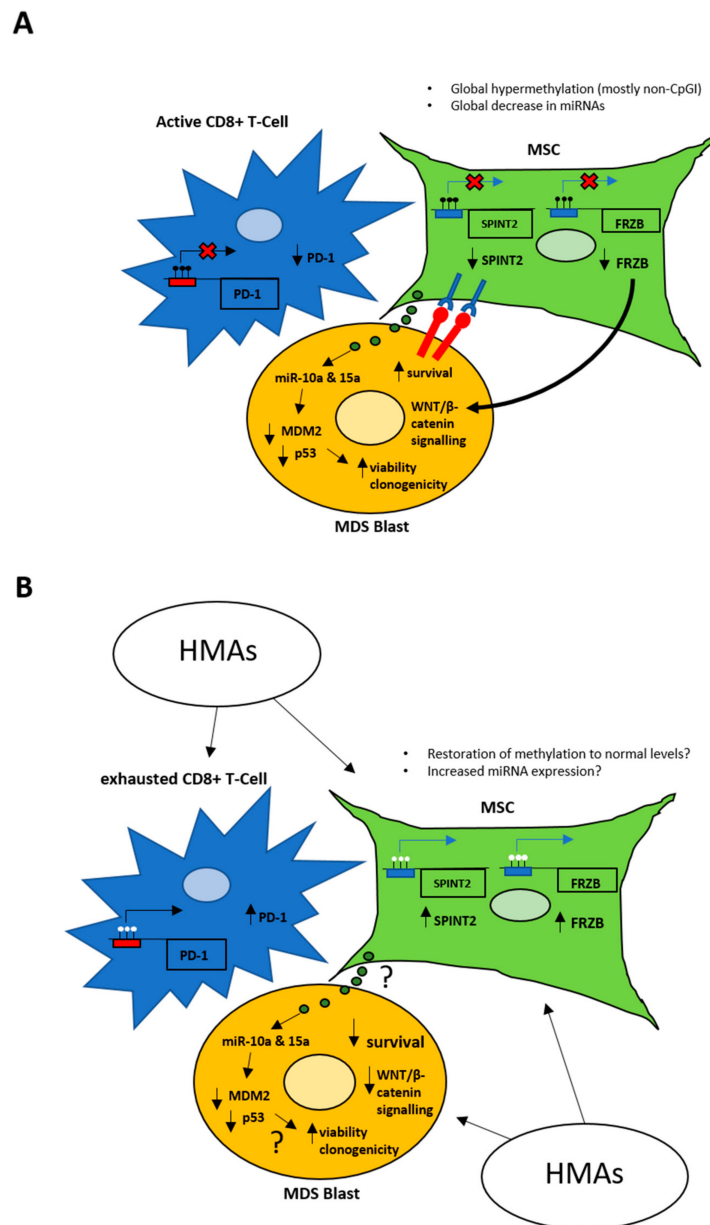 A
• Global hypermethylation (mostly non-CpGI)
• Global decrease in miRNAs
Active CD8+ T-Cell
MSC
SPINT2
FRZB
SPINT2
FRZB
PD-1
PD-1
miR-10a & 15a
survival
MDM2
p53
WNT/β-
catenin
signalling
viability
clonogenicity
MDS Blast
B
HMAs
• Restoration of methylation to normal levels?
• Increased miRNA expression?
exhausted CD8+ T-Cell
MSC
SPINT2
FRZB
SPINT2
FRZB
PD-1
PD-1
?
miR-10a & 15a
survival
MDM2
p53
WNT/β-
catenin
signalling
?
viability
clonogenicity
MDS Blast
HMAs